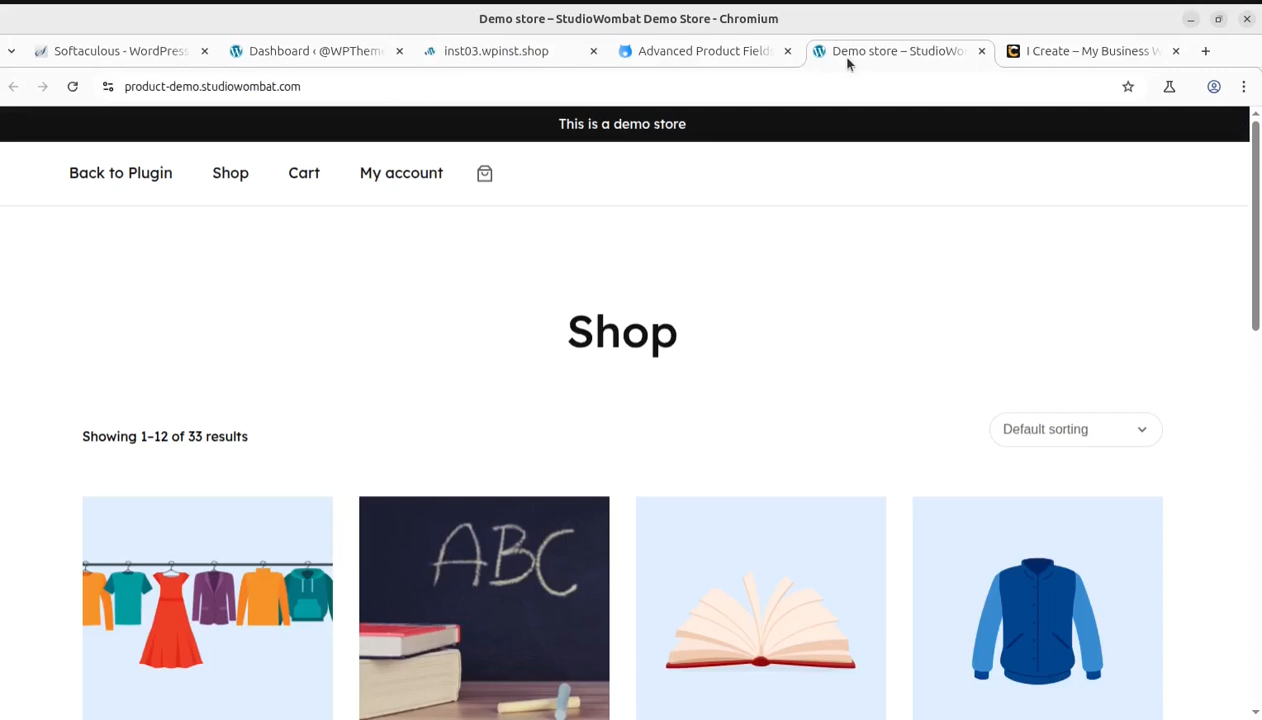 Demo store – StudioWombat Demo Store - Chromium
Softaculous - WordPress
Dashboard ‹ @WPThem
inst03.wpinst.shop
Advanced Product Fields
Demo store – StudioWo
I Create – My Business W
product-demo.studiowombat.com
This is a demo store
Back to Plugin
Shop
Cart
My account
Shop
Showing 1–12 of 33 results
Default sorting
ABC